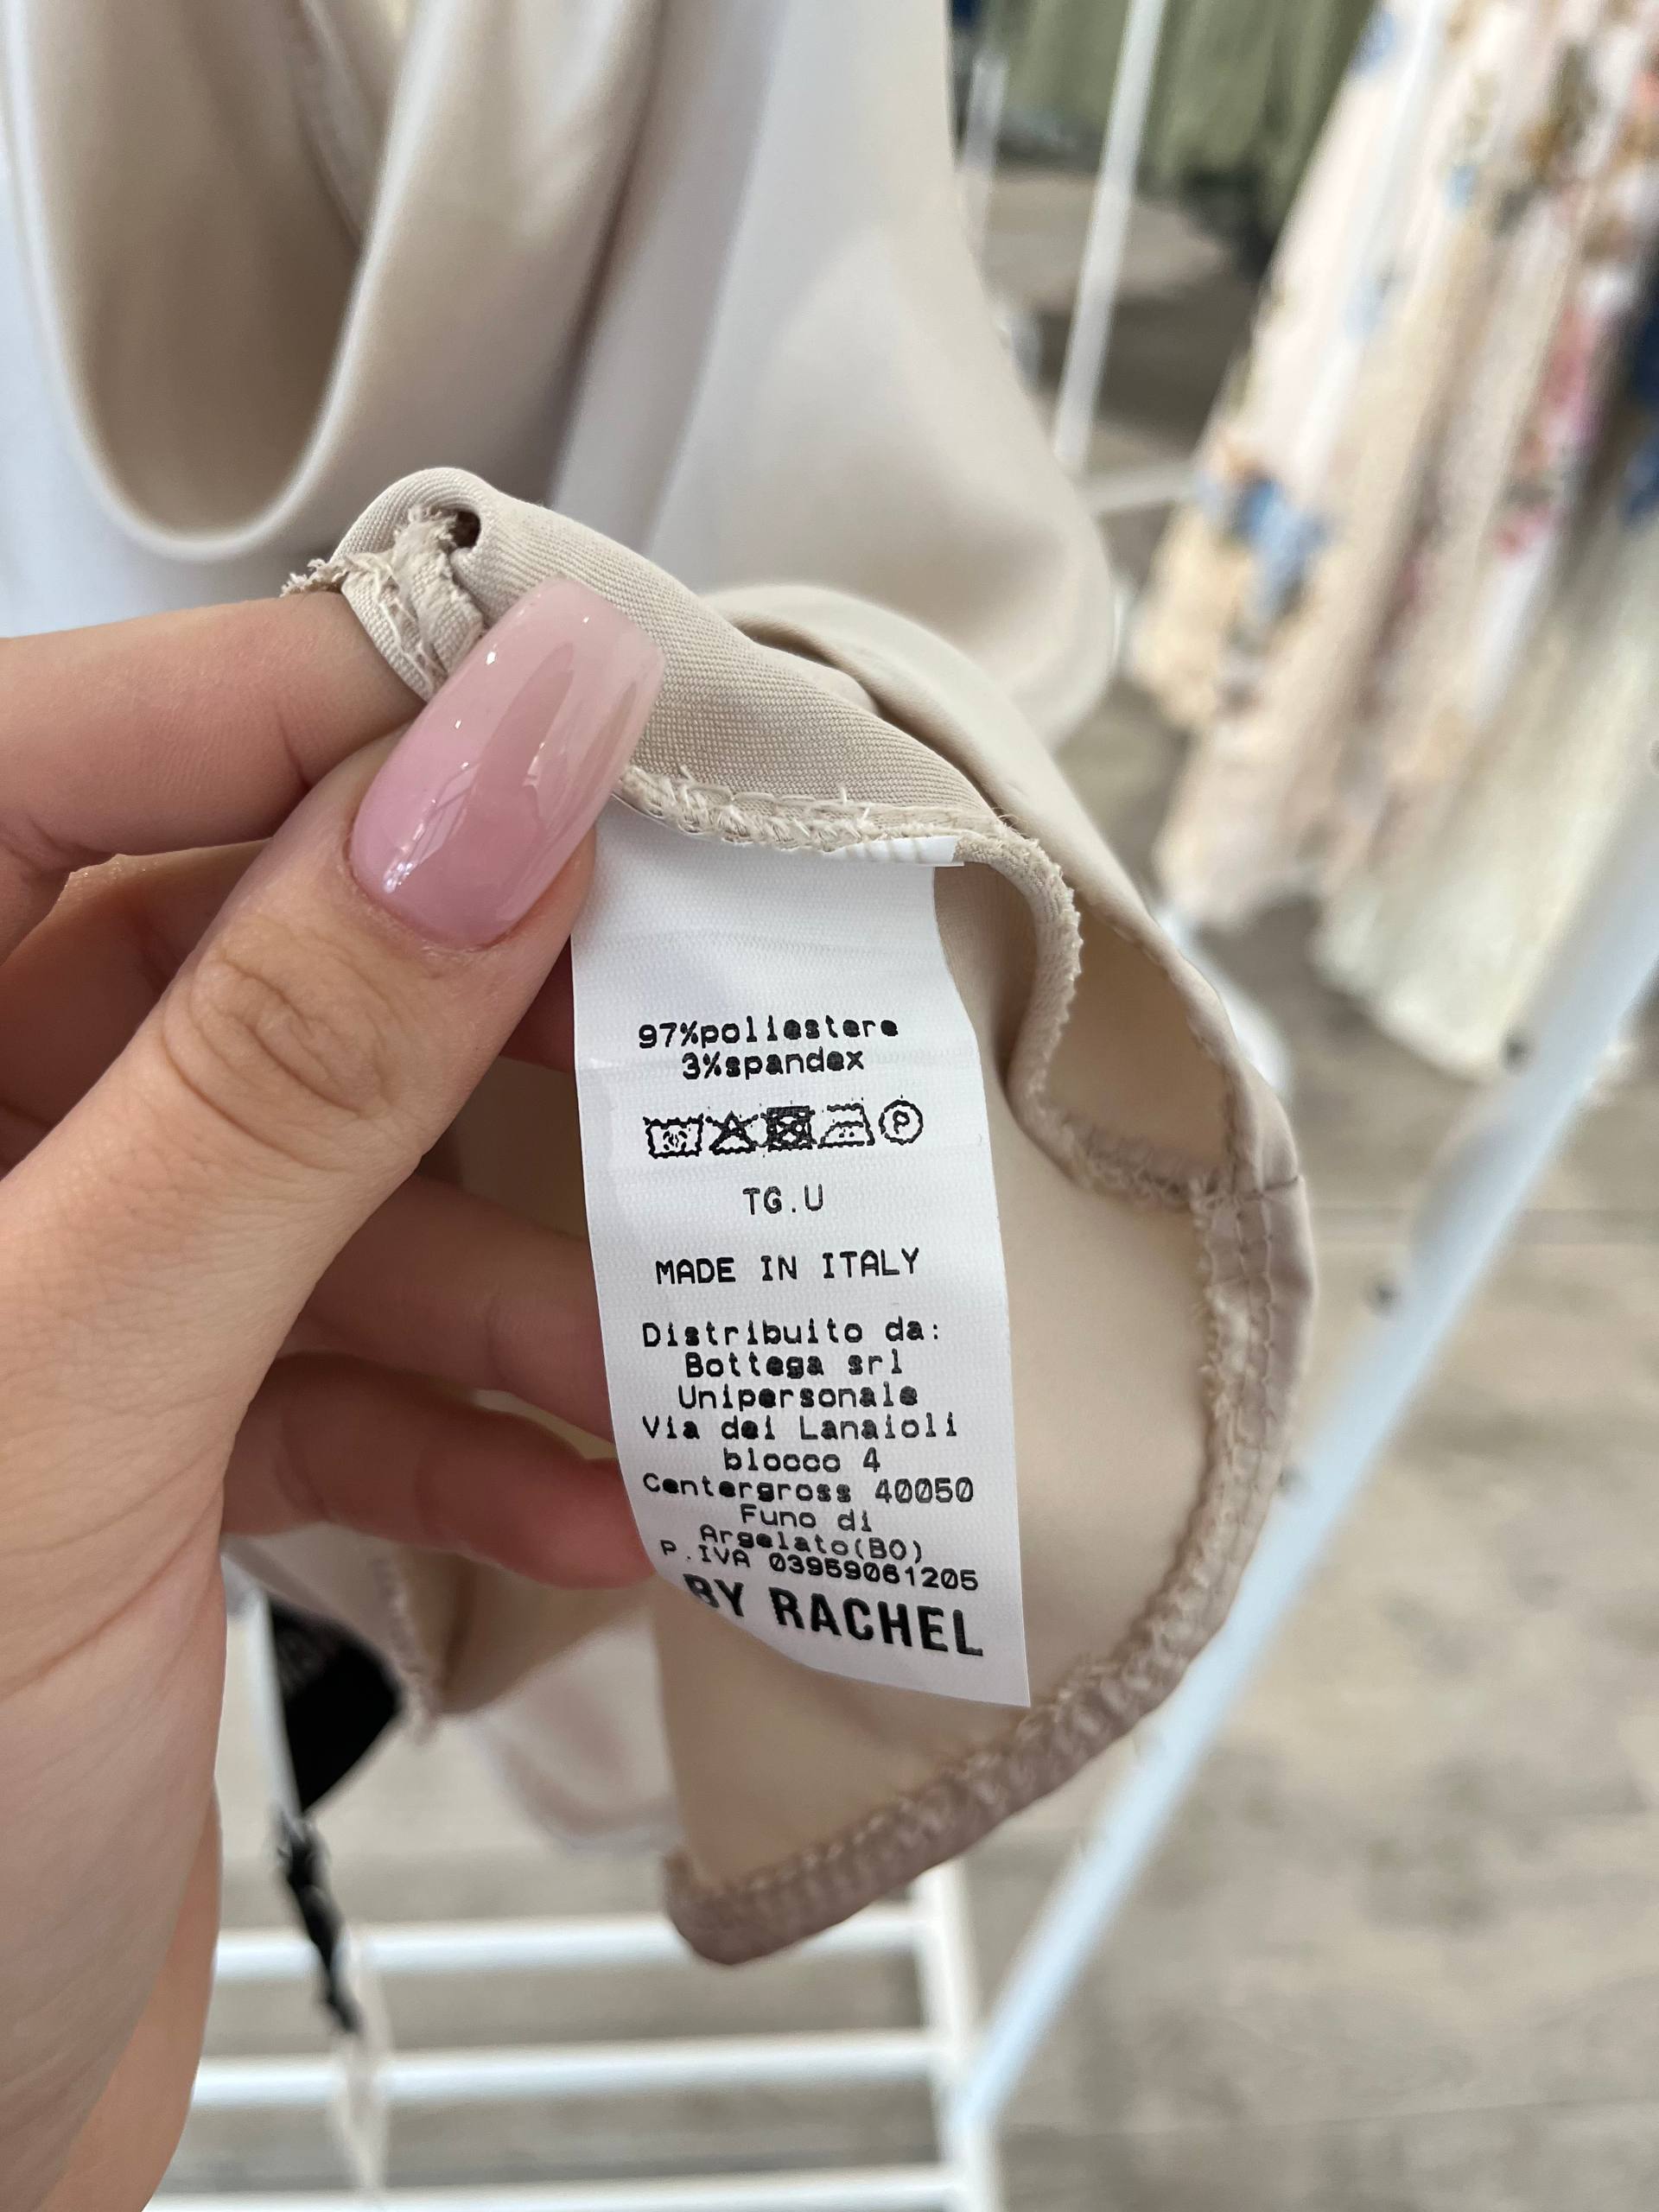 97%poliestere
3%spandex
P
TG.U
MADE IN ITALY
Distribuito da:
Bottega srl
Unipersonale
Via dei Lanaioli
blocco 4
Centergross 40050
Funo di
Argelato(BO)
P.IVA 03959061205
BY RACHEL